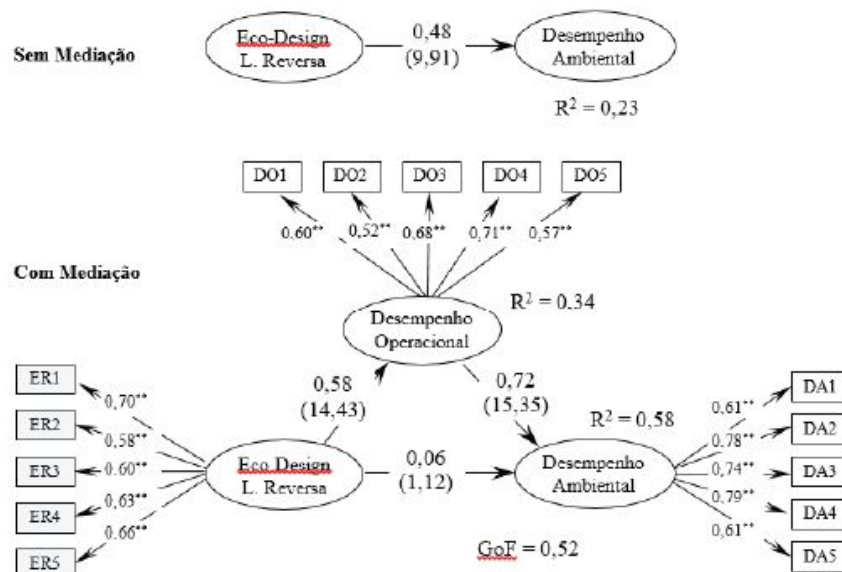 Sem Mediação
Eco-Design
L. Reversa
0,48
(9,91)
Desempenho
Ambiental
R² = 0,23
DO1
DO2
DO3
DO4
DO5
0,60**
0,52**
0,68**
0,71**
0,57**
Com Mediação
Desempenho
Operacional
R² = 0.34
ER1
ER2
ER3
ER4
ER5
0,70**
0,58**
0,60**
0,63**
0.66**
0,58
(14,43)
0,72
(15,35)
R² = 0,58
Eco Design
L. Reversa
0,06
(1,12)
Desempenho
Ambiental
0,61**
0,78**
0,74**
0,79**
0,61**
DA1
DA2
DA3
DA4
DA5
GoF = 0,52